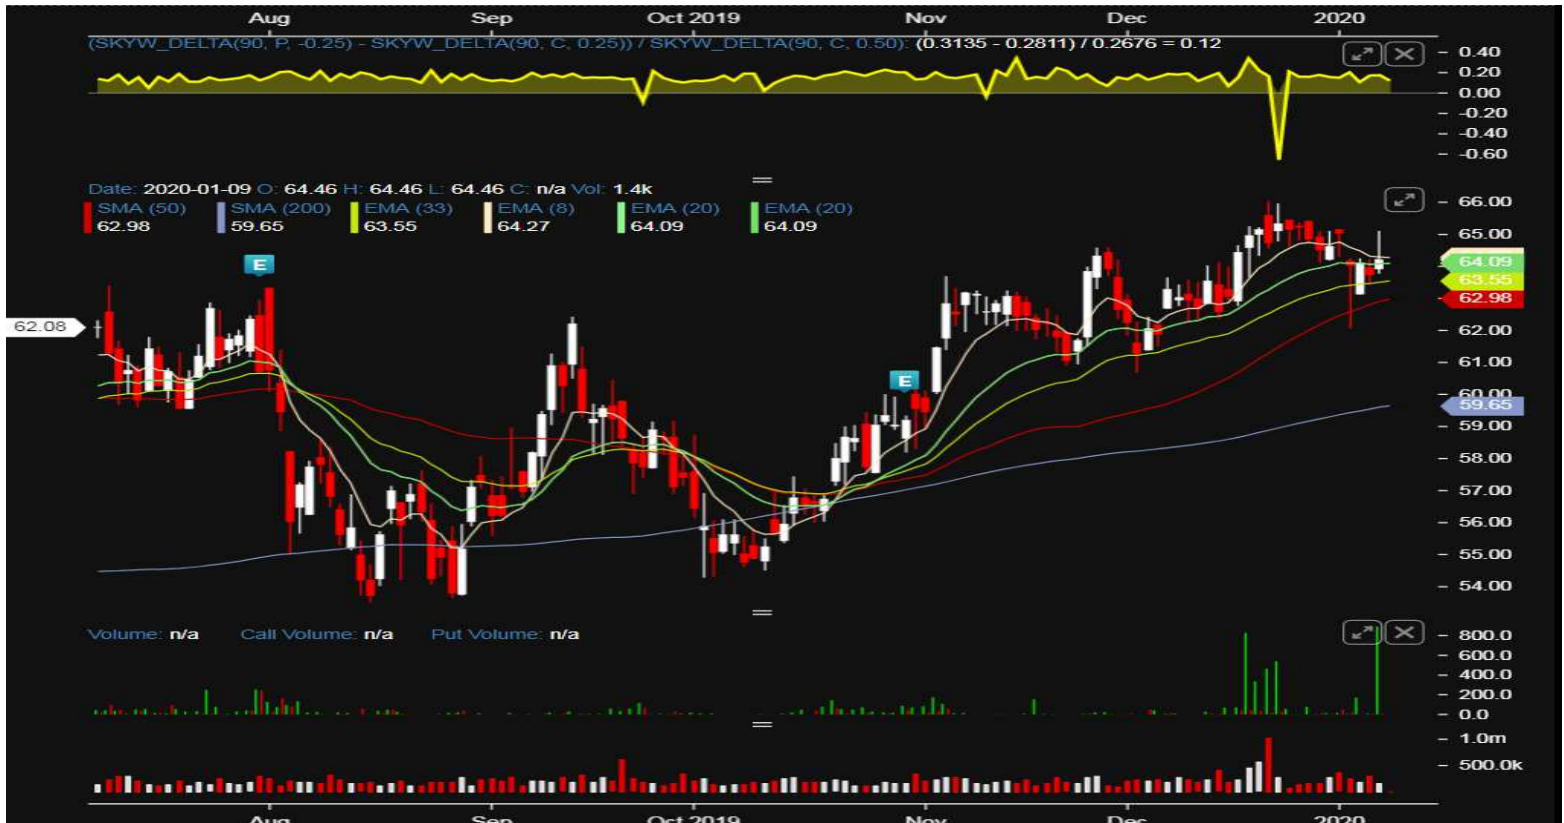 Aug Sep Oct 2019 Nov Dec 2020
(SKYW_DELTA(90, P, -0.25) - SKYW_DELTA(90, C, 0.25)) / SKYW_DELTA(90, C, 0.50): (0.3135 - 0.2811) / 0.2676 = 0.12
0.40
0.20
0.00
-0.20
-0.40
-0.60
Date: 2020-01-09 O: 64.46 H: 64.46 L: 64.46 C: n/a Vol: 1.4k
SMA (50) SMA (200) EMA (33) EMA (8) EMA (20) EMA (20)
62.98 59.65 63.55 64.27 64.09 64.09
66.00
65.00
E
64.09
63.55
62.98
62.08
62.00
61.00
E
60.00
59.65
59.00
58.00
57.00
56.00
55.00
54.00
Volume: n/a Call Volume: n/a Put Volume: n/a
800.0
600.0
400.0
200.0
0.0
1.0m
500.0k
Aug Sep Oct 2019 Nov Dec 2020